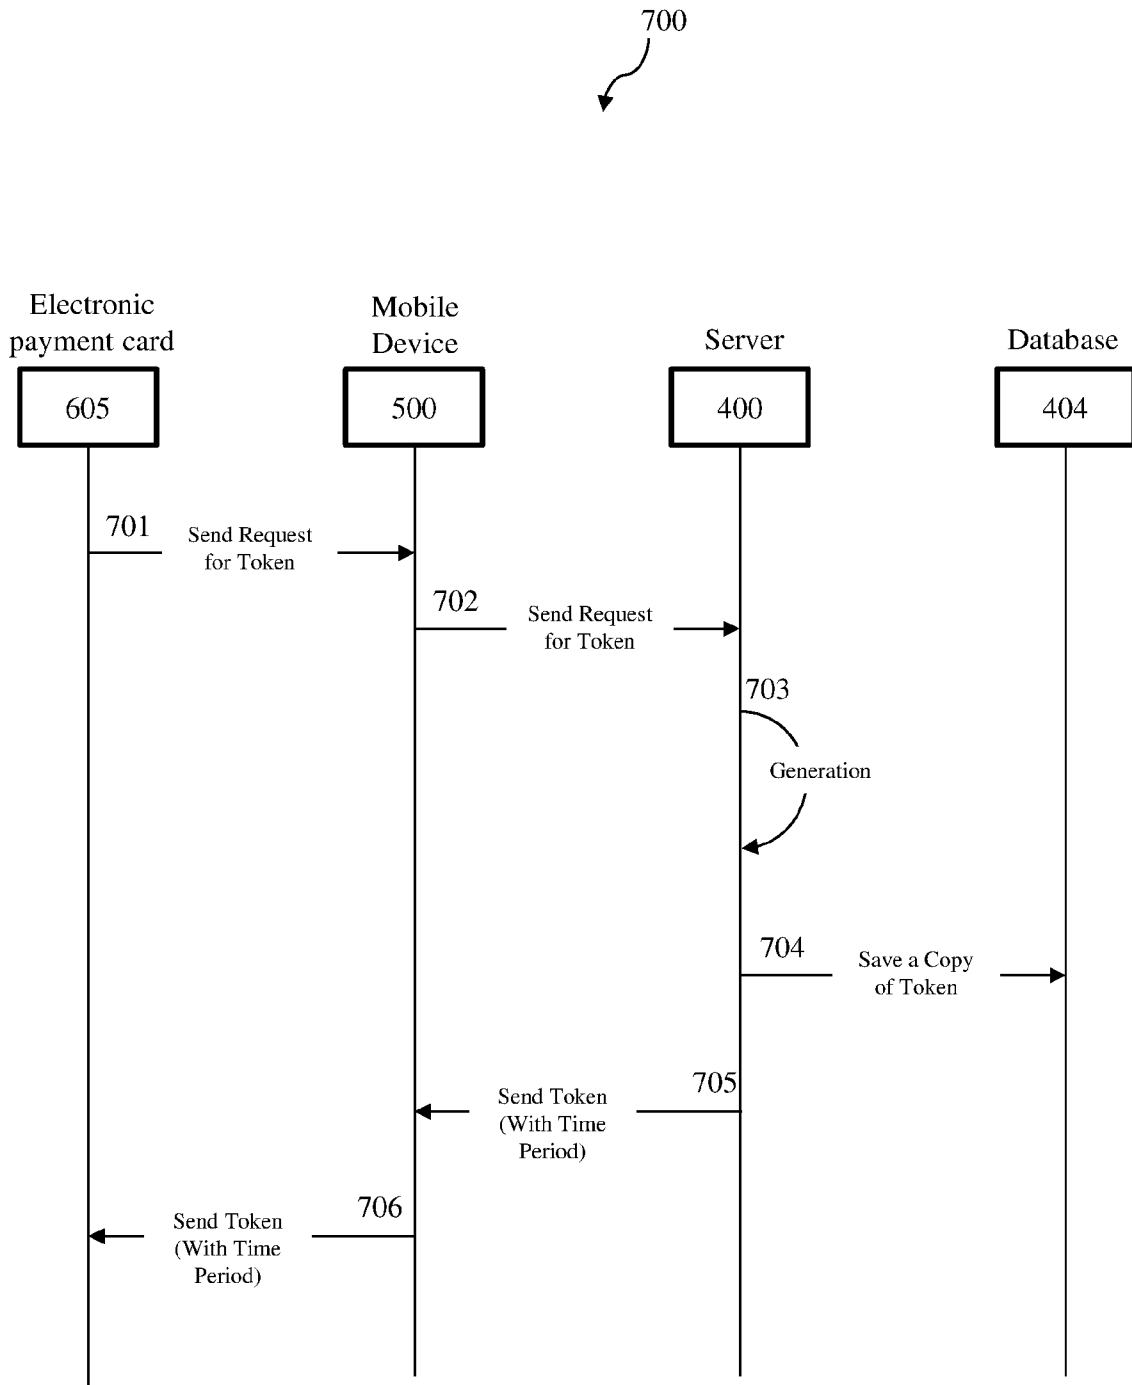 700
Electronic
payment card
Mobile
Device
Server
Database
605
500
400
404
701
Send Request
for Token
702
Send Request
for Token
703
Generation
704
Save a Copy
of Token
705
Send Token
(With Time
Period)
706
Send Token
(With Time
Period)